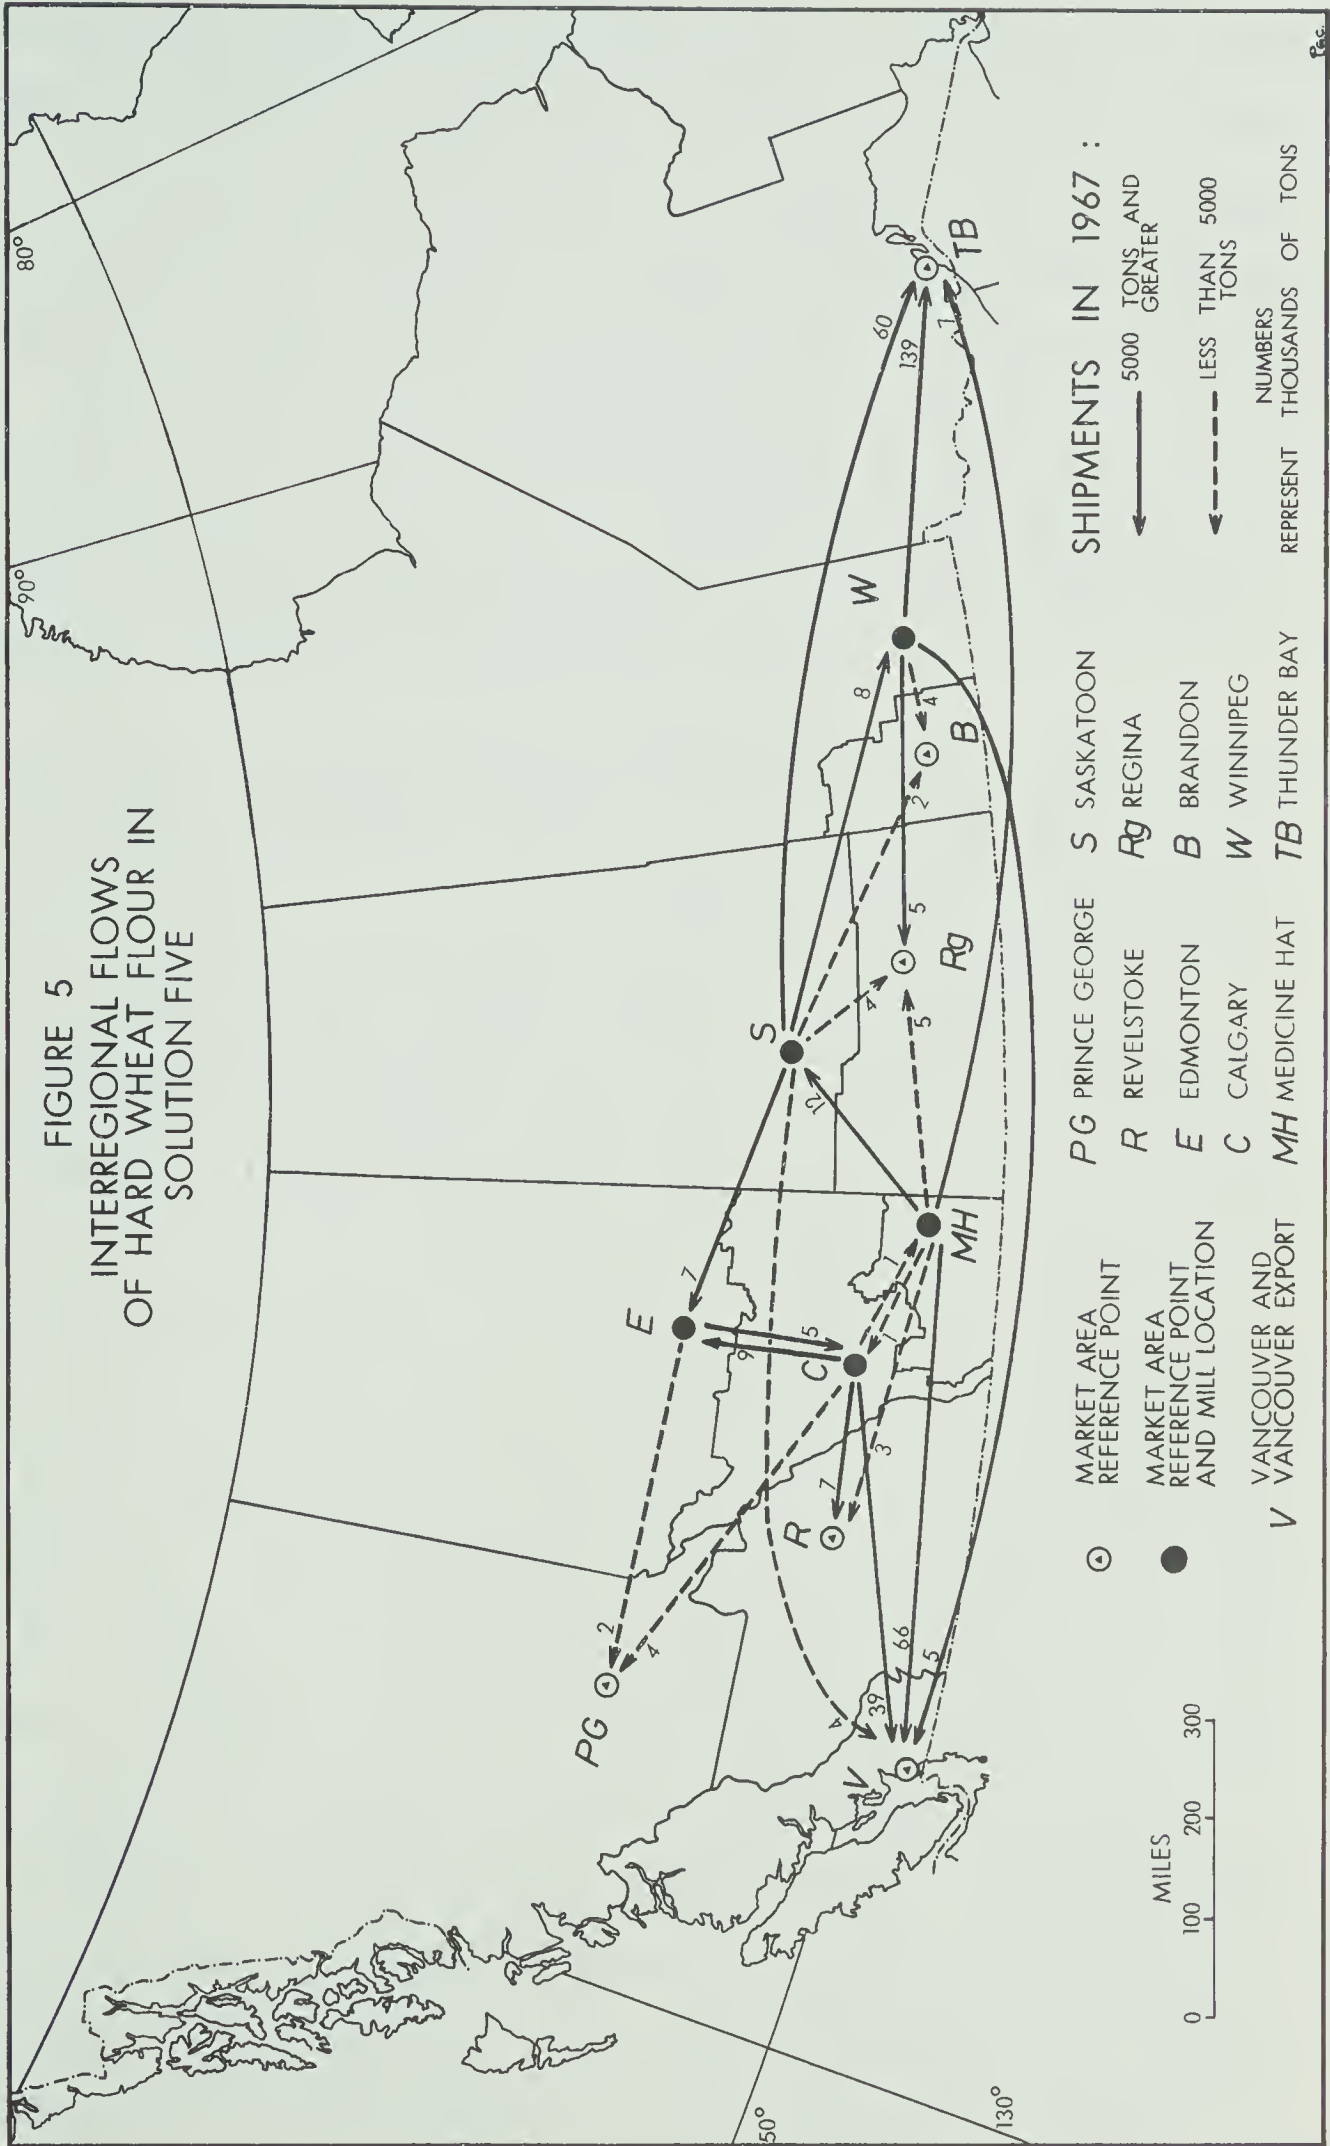 FIGURE 5
INTERREGIONAL FLOWS
OF HARD WHEAT FLOUR IN
SOLUTION FIVE
90°
80°
50°
130°
PG
E
S
R
C
V
MH
Rg
B
W
TB
2
4
7
5
9
12
4
2
8
60
139
7
5
4
5
7
3
1
1
4
39
66
5
MILES
0 100 200 300
MARKET AREA
REFERENCE POINT
MARKET AREA
REFERENCE POINT
AND MILL LOCATION
V VANCOUVER AND
VANCOUVER EXPORT
PG PRINCE GEORGE
R REVELSTOKE
E EDMONTON
C CALGARY
MH MEDICINE HAT
S SASKATOON
Rg REGINA
B BRANDON
W WINNIPEG
TB THUNDER BAY
SHIPMENTS IN 1967 :
5000 TONS AND
GREATER
LESS THAN 5000
TONS
NUMBERS
REPRESENT THOUSANDS OF TONS